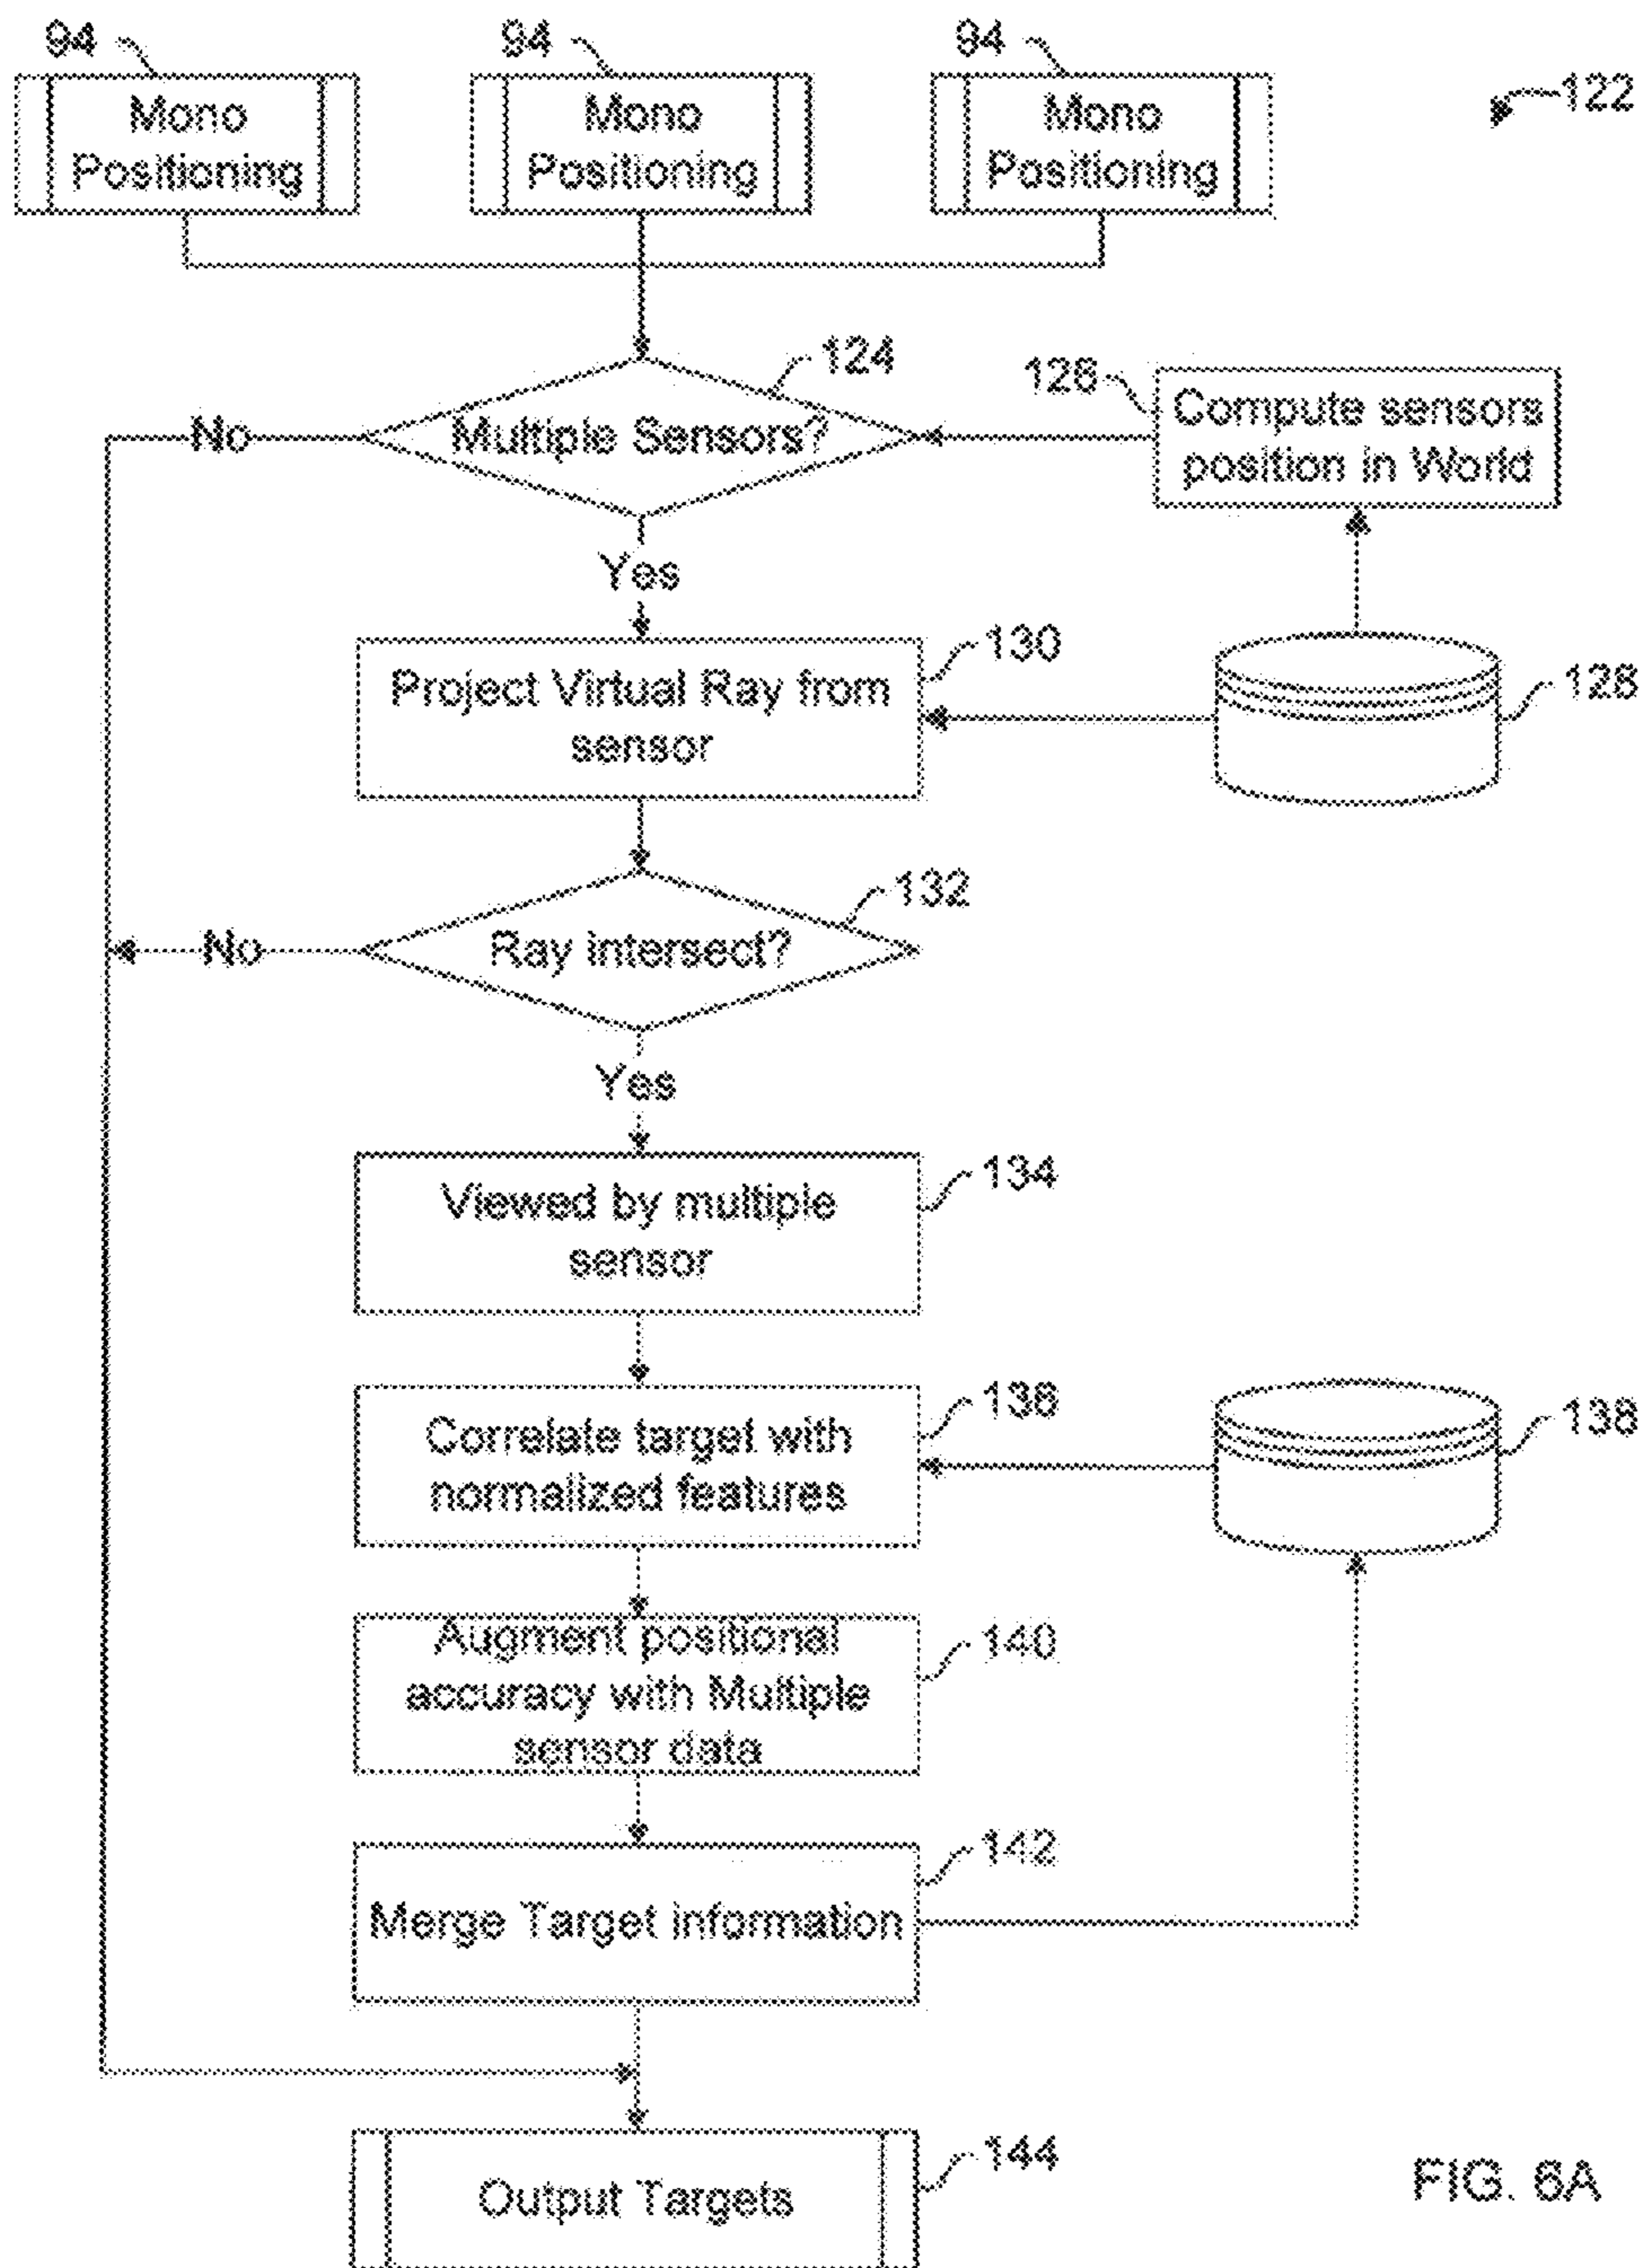 94
94
94
122
Mono
Positioning
Mono
Positioning
Mono
Positioning
124
126
Compute sensors
position in World
No
Multiple Sensors?
Yes
130
Project Virtual Ray from
sensor
128
132
No
Ray intersect?
Yes
134
Viewed by multiple
sensor
136
Correlate target with
normalized features
138
140
Augment positional
accuracy with Multiple
sensor data
142
Merge Target information
144
Output Targets
FIG. 6A